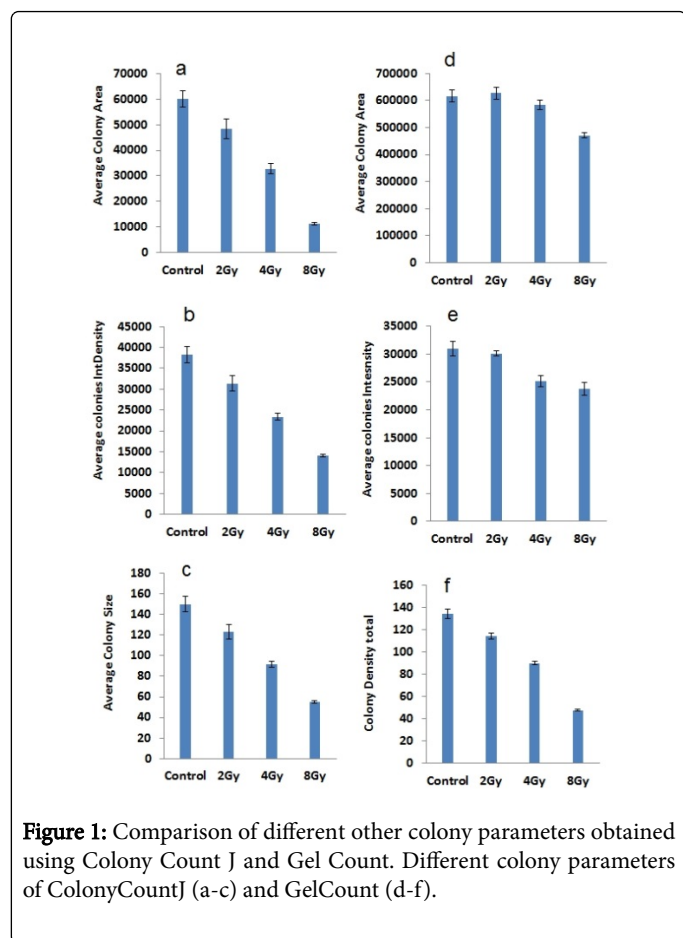 a
Average Colony Area
70000
60000
50000
40000
30000
20000
10000
0
Control 2Gy 4Gy 8Gy
d
Average Colony Area
700000
600000
500000
400000
300000
200000
100000
0
Control 2Gy 4Gy 8Gy
b
Average colonies IntDensity
45000
40000
35000
30000
25000
20000
15000
10000
5000
0
Control 2Gy 4Gy 8Gy
e
Average colonies Intesnsity
35000
30000
25000
20000
15000
10000
5000
0
Control 2Gy 4Gy 8Gy
c
Average Colony Size
180
160
140
120
100
80
60
40
20
0
Control 2Gy 4Gy 8Gy
f
Colony Density total
160
140
120
100
80
60
40
20
0
Control 2Gy 4Gy 8Gy
Figure 1: Comparison of different other colony parameters obtained
using Colony Count J and Gel Count. Different colony parameters
of ColonyCountJ (a-c) and GelCount (d-f).